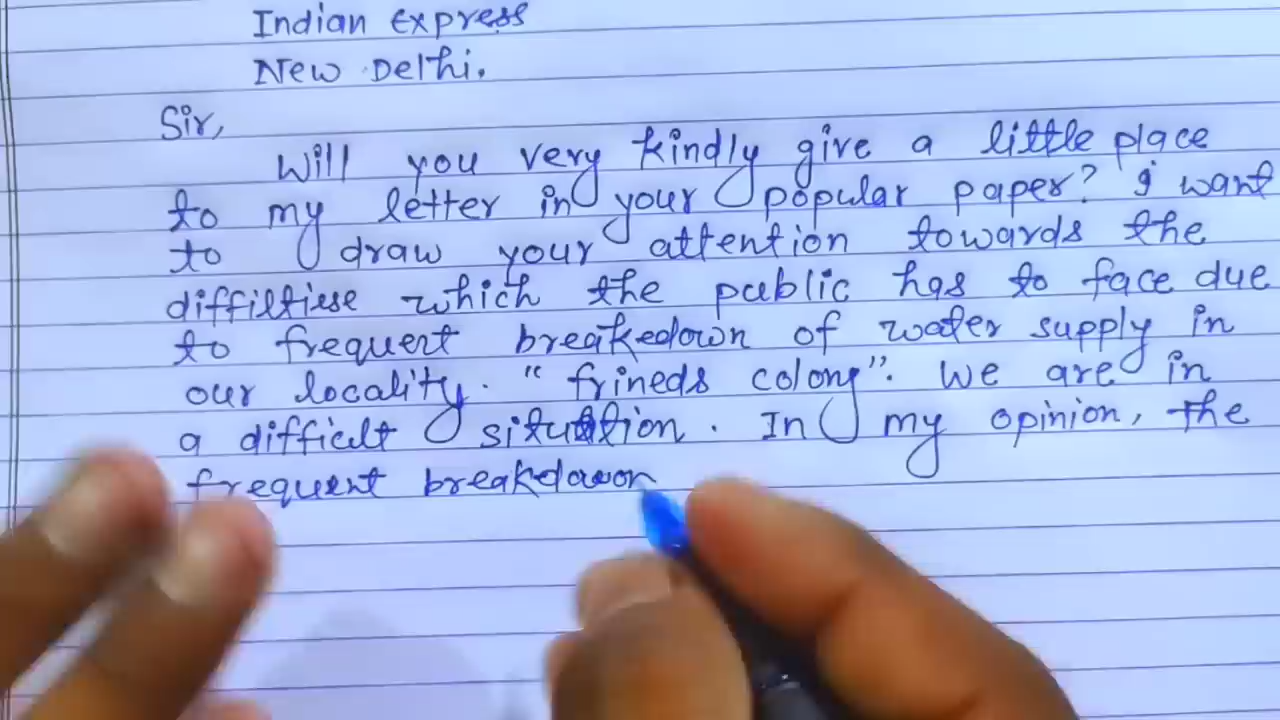 Indian Express
New Delhi.
Sir,
Will you very kindly give a little place
to my letter in your popular paper? I want
to draw your attention towards the
diffiltiese which the public has to face due
to frequent breakedown of water supply in
our locality. "frineds colony". We are in
a difficult situation. In my opinion, the
frequent breakdown